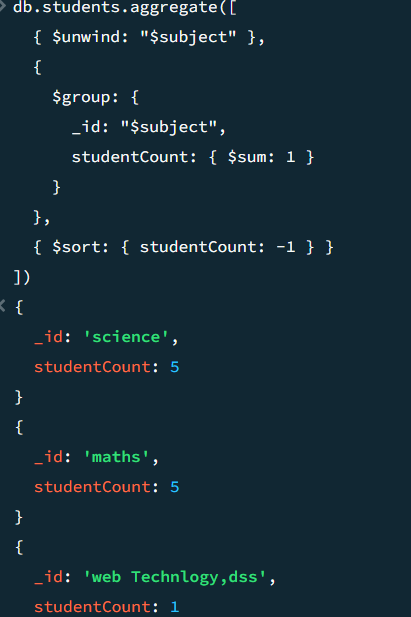 > db.students.aggregate([
{ $unwind: "$subject" },
{
$group: {
_id: "$subject",
studentCount: { $sum: 1 }
}
},
{ $sort: { studentCount: -1 } }
])
< {
_id: 'science',
studentCount: 5
}
{
_id: 'maths',
studentCount: 5
}
{
_id: 'web Technlogy,dss',
studentCount: 1